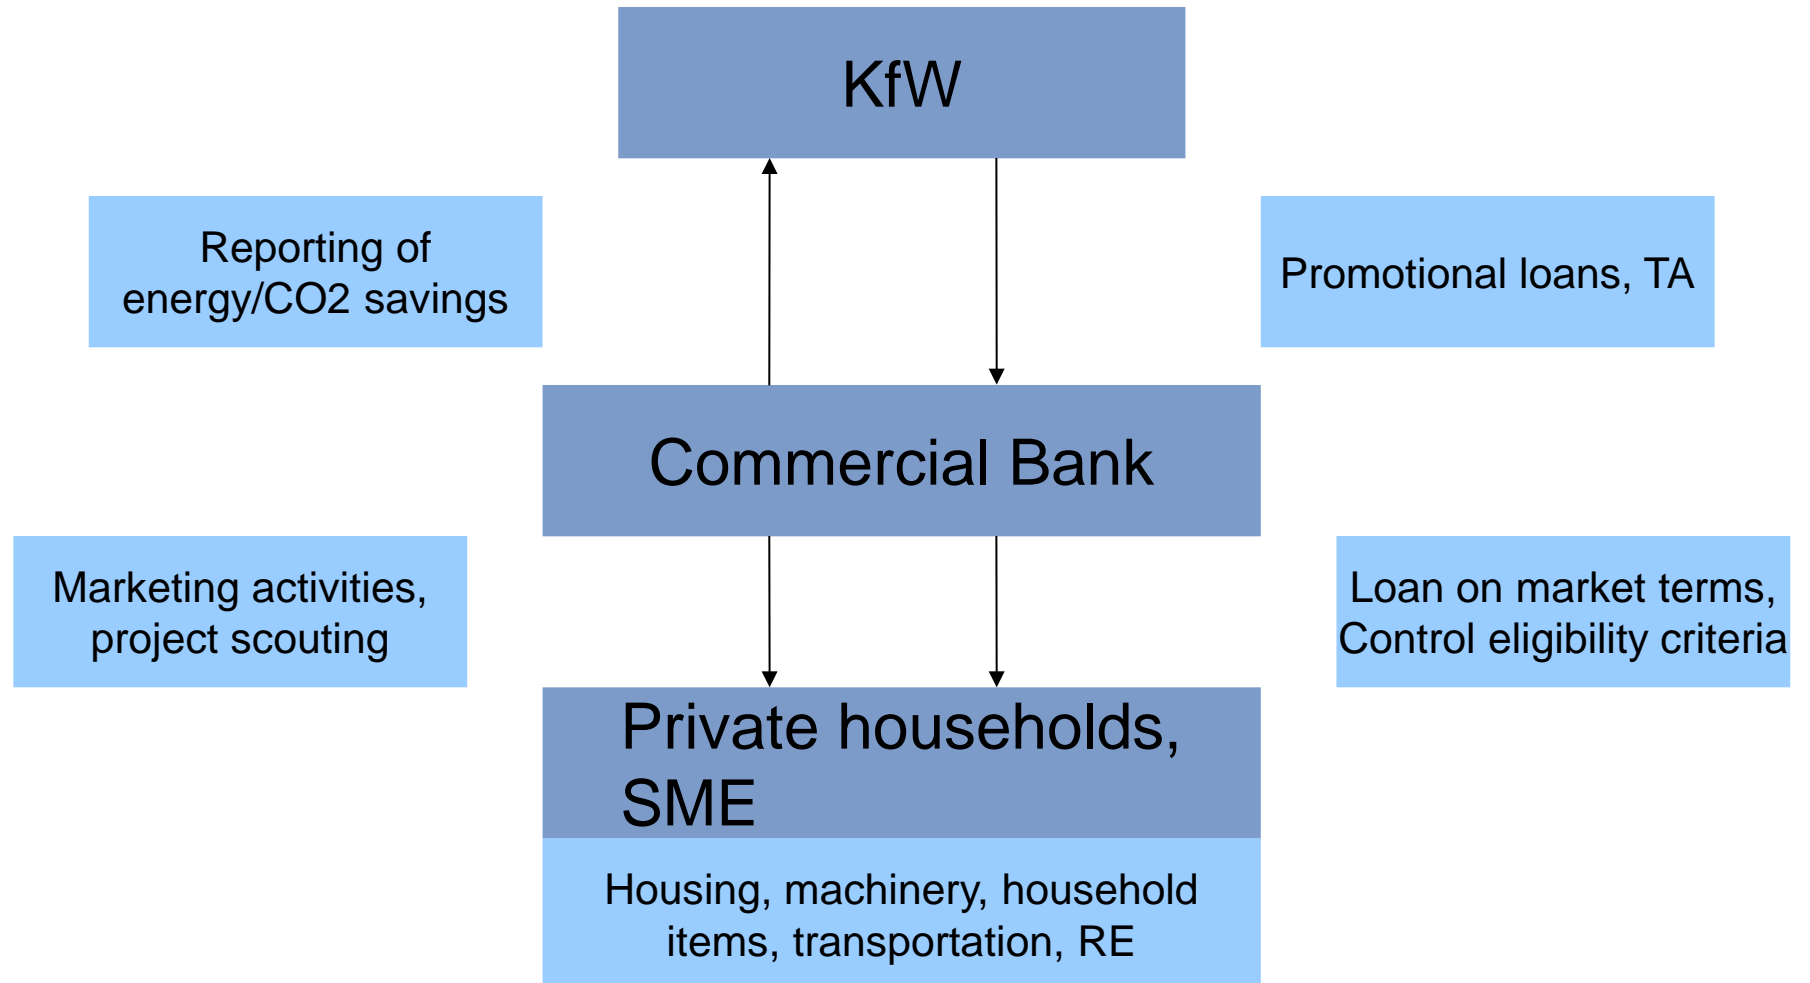 KfW
Reporting of
energy/CO2 savings
Promotional loans, TA
Commercial Bank
Marketing activities,
project scouting
Loan on market terms,
Control eligibility criteria
Private households,
SME
Housing, machinery, household
items, transportation, RE